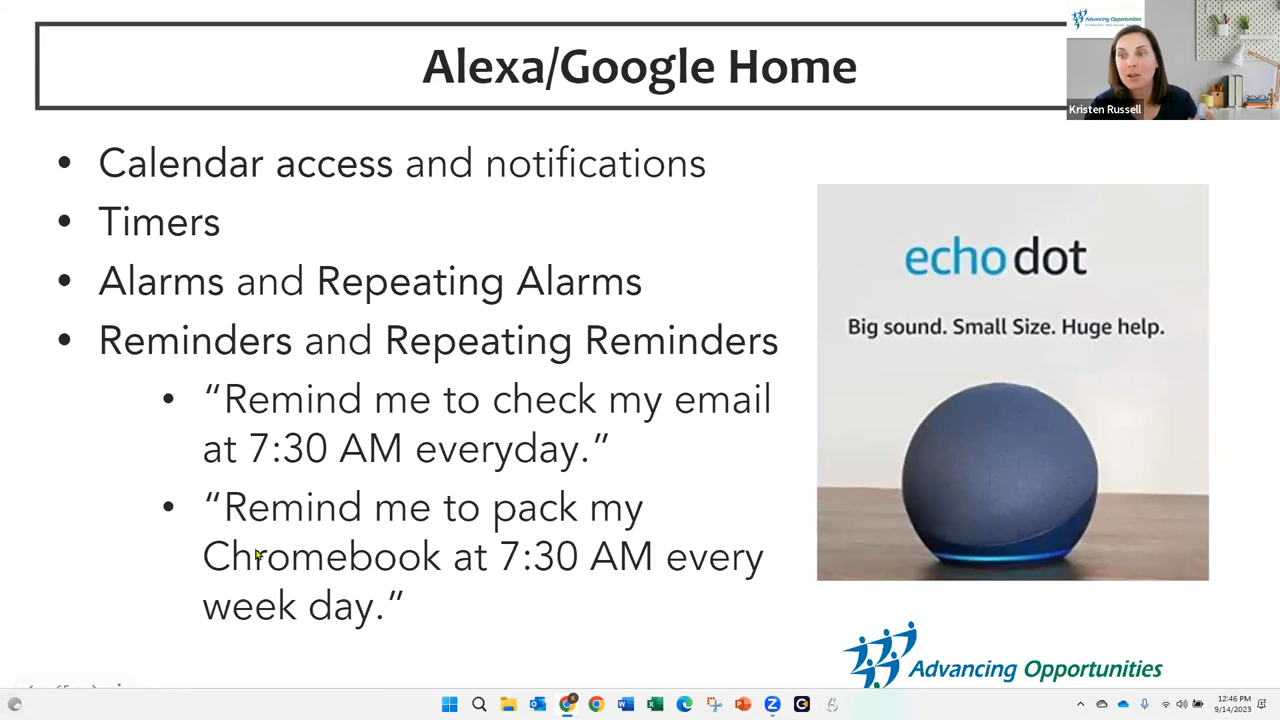 Alexa/Google Home
Advancing Opportunities
Kristen Russell
• Calendar access and notifications
• Timers
• Alarms and Repeating Alarms
• Reminders and Repeating Reminders
• “Remind me to check my email
at 7:30 AM everyday.”
• “Remind me to pack my
Chromebook at 7:30 AM every
week day.”
echo dot
Big sound. Small Size. Huge help.
Advancing Opportunities
12:46 PM
9/14/2023